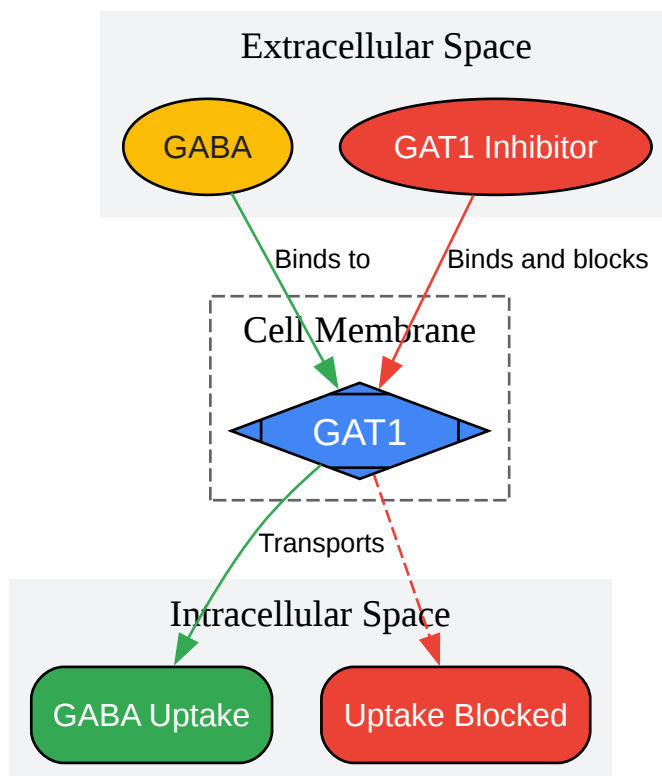 Extracellular Space
GABA
GAT1 Inhibitor
Binds to
Binds and blocks
Cell Membrane
GAT1
Transports
Intracellular Space
GABA Uptake
Uptake Blocked